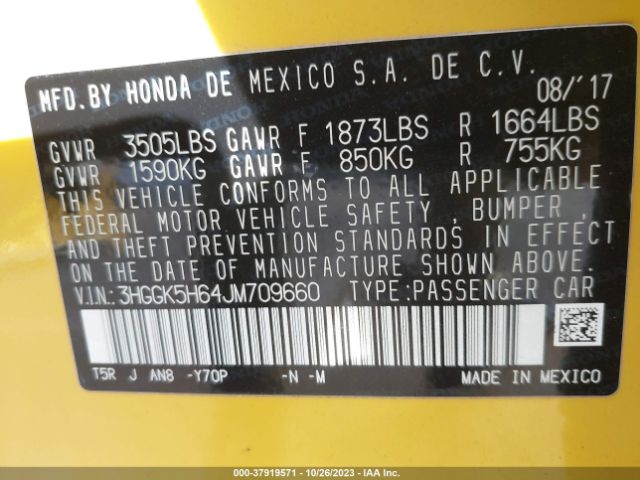 MFD.BY HONDA DE MEXICO S.A. DE C.V.
08/'17
GVWR 3505LBS GAWR F 1873LBS R 1664LBS
GVWR 1590KG GAWR F 850KG R 755KG
THIS VEHICLE CONFORMS TO ALL APPLICABLE
FEDERAL MOTOR VEHICLE SAFETY , BUMPER ,
AND THEFT PREVENTION STANDARDS IN EFFECT
ON THE DATE OF MANUFACTURE SHOWN ABOVE.
V.I.N.:3HGGK5H64JM709660 TYPE:PASSENGER CAR
T5R J AN8 -Y70P -N -M MADE IN MEXICO
000-37919571 - 10/26/2023 - IAAI.com